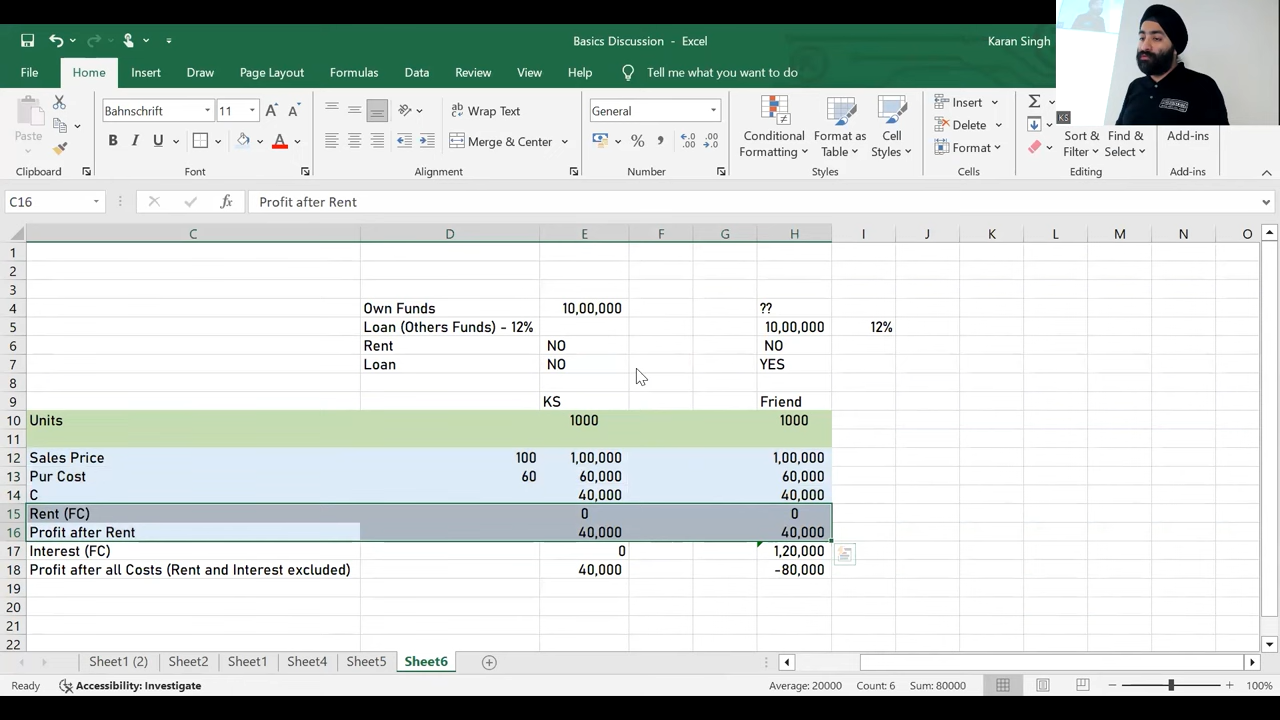 Basics Discussion - Excel
Karan Singh
File Home Insert Draw Page Layout Formulas Data Review View Help Tell me what you want to do
Paste
Clipboard
Bahnschrift 11
B I U A
Font
Wrap Text
Merge & Center
Alignment
General
% ,
Number
Conditional Formatting
Format as Table
Cell Styles
Styles
Insert
Delete
Format
Cells
Sort & Filter
Find & Select
Editing
Add-ins
Add-ins
KS
C16 fx Profit after Rent
C D E F G H I J K L M N O
1
2
3
4 Own Funds 10,00,000 ??
5 Loan (Others Funds) - 12% 10,00,000 12%
6 Rent NO NO
7 Loan NO YES
8
9 KS Friend
10 Units 1000 1000
11
12 Sales Price 100 1,00,000 1,00,000
13 Pur Cost 60 60,000 60,000
14 C 40,000 40,000
15 Rent (FC) 0 0
16 Profit after Rent 40,000 40,000
17 Interest (FC) 0 1,20,000
18 Profit after all Costs (Rent and Interest excluded) 40,000 -80,000
19
20
21
22
Sheet1 (2) Sheet2 Sheet1 Sheet4 Sheet5 Sheet6
Ready Accessibility: Investigate Average: 20000 Count: 6 Sum: 80000 100%